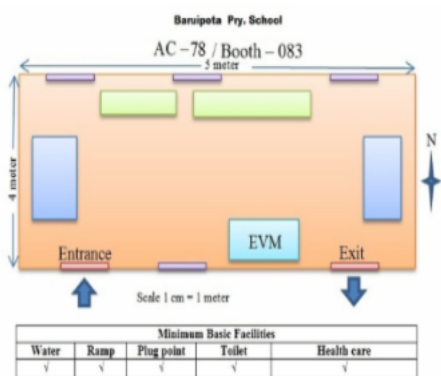 Baruipota Pry. School
AC – 78 / Booth – 083
5 meter
4 meter
N
EVM
Entrance
Exit
Scale 1 cm = 1 meter
Minimum Basic Facilities
Water Ramp Plug point Toilet Health care
√ √ √ √ √